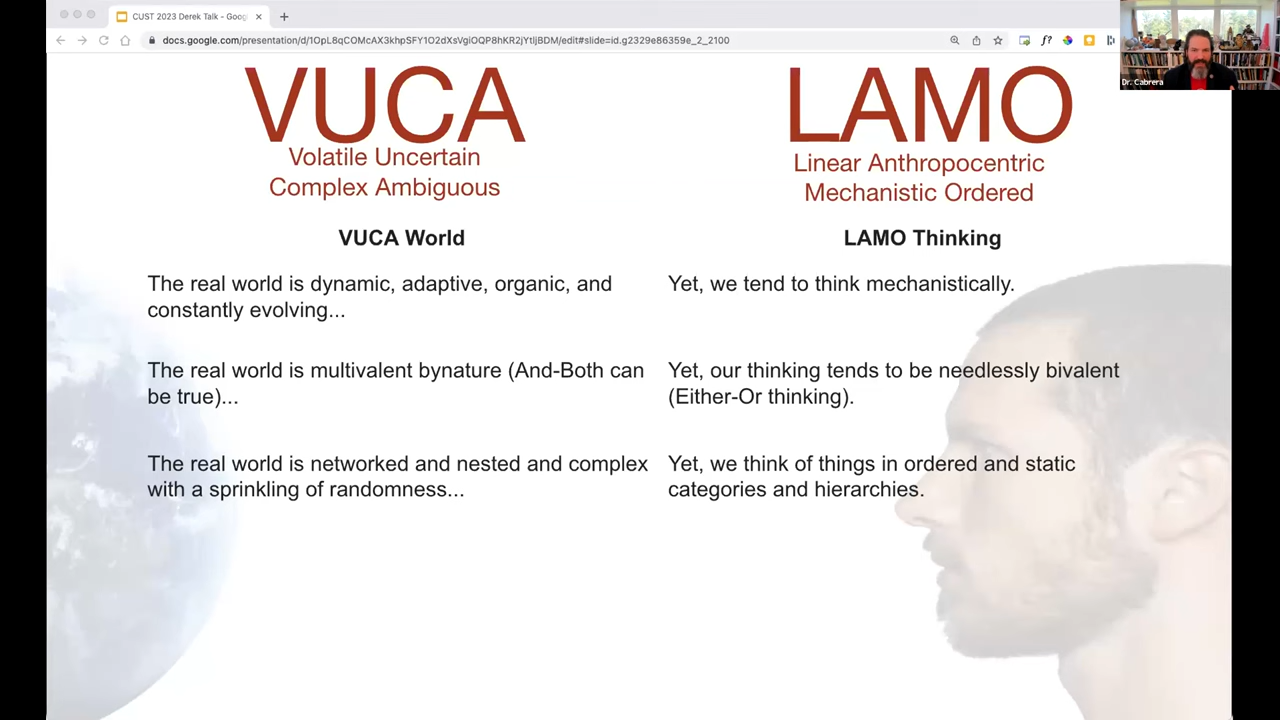 CUST 2023 Derek Talk - Goog
docs.google.com/presentation/d/1OpL8qCOMcAX3khpSFY1O2dXsVgiOQP8hKR2jYtljBDM/edit#slide=id.g2329e86359e_2_2100
Dr. Cabrera
VUCA
Volatile Uncertain
Complex Ambiguous
LAMO
Linear Anthropocentric
Mechanistic Ordered
VUCA World
LAMO Thinking
The real world is dynamic, adaptive, organic, and
constantly evolving...
Yet, we tend to think mechanistically.
The real world is multivalent bynature (And-Both can
be true)...
Yet, our thinking tends to be needlessly bivalent
(Either-Or thinking).
The real world is networked and nested and complex
with a sprinkling of randomness...
Yet, we think of things in ordered and static
categories and hierarchies.